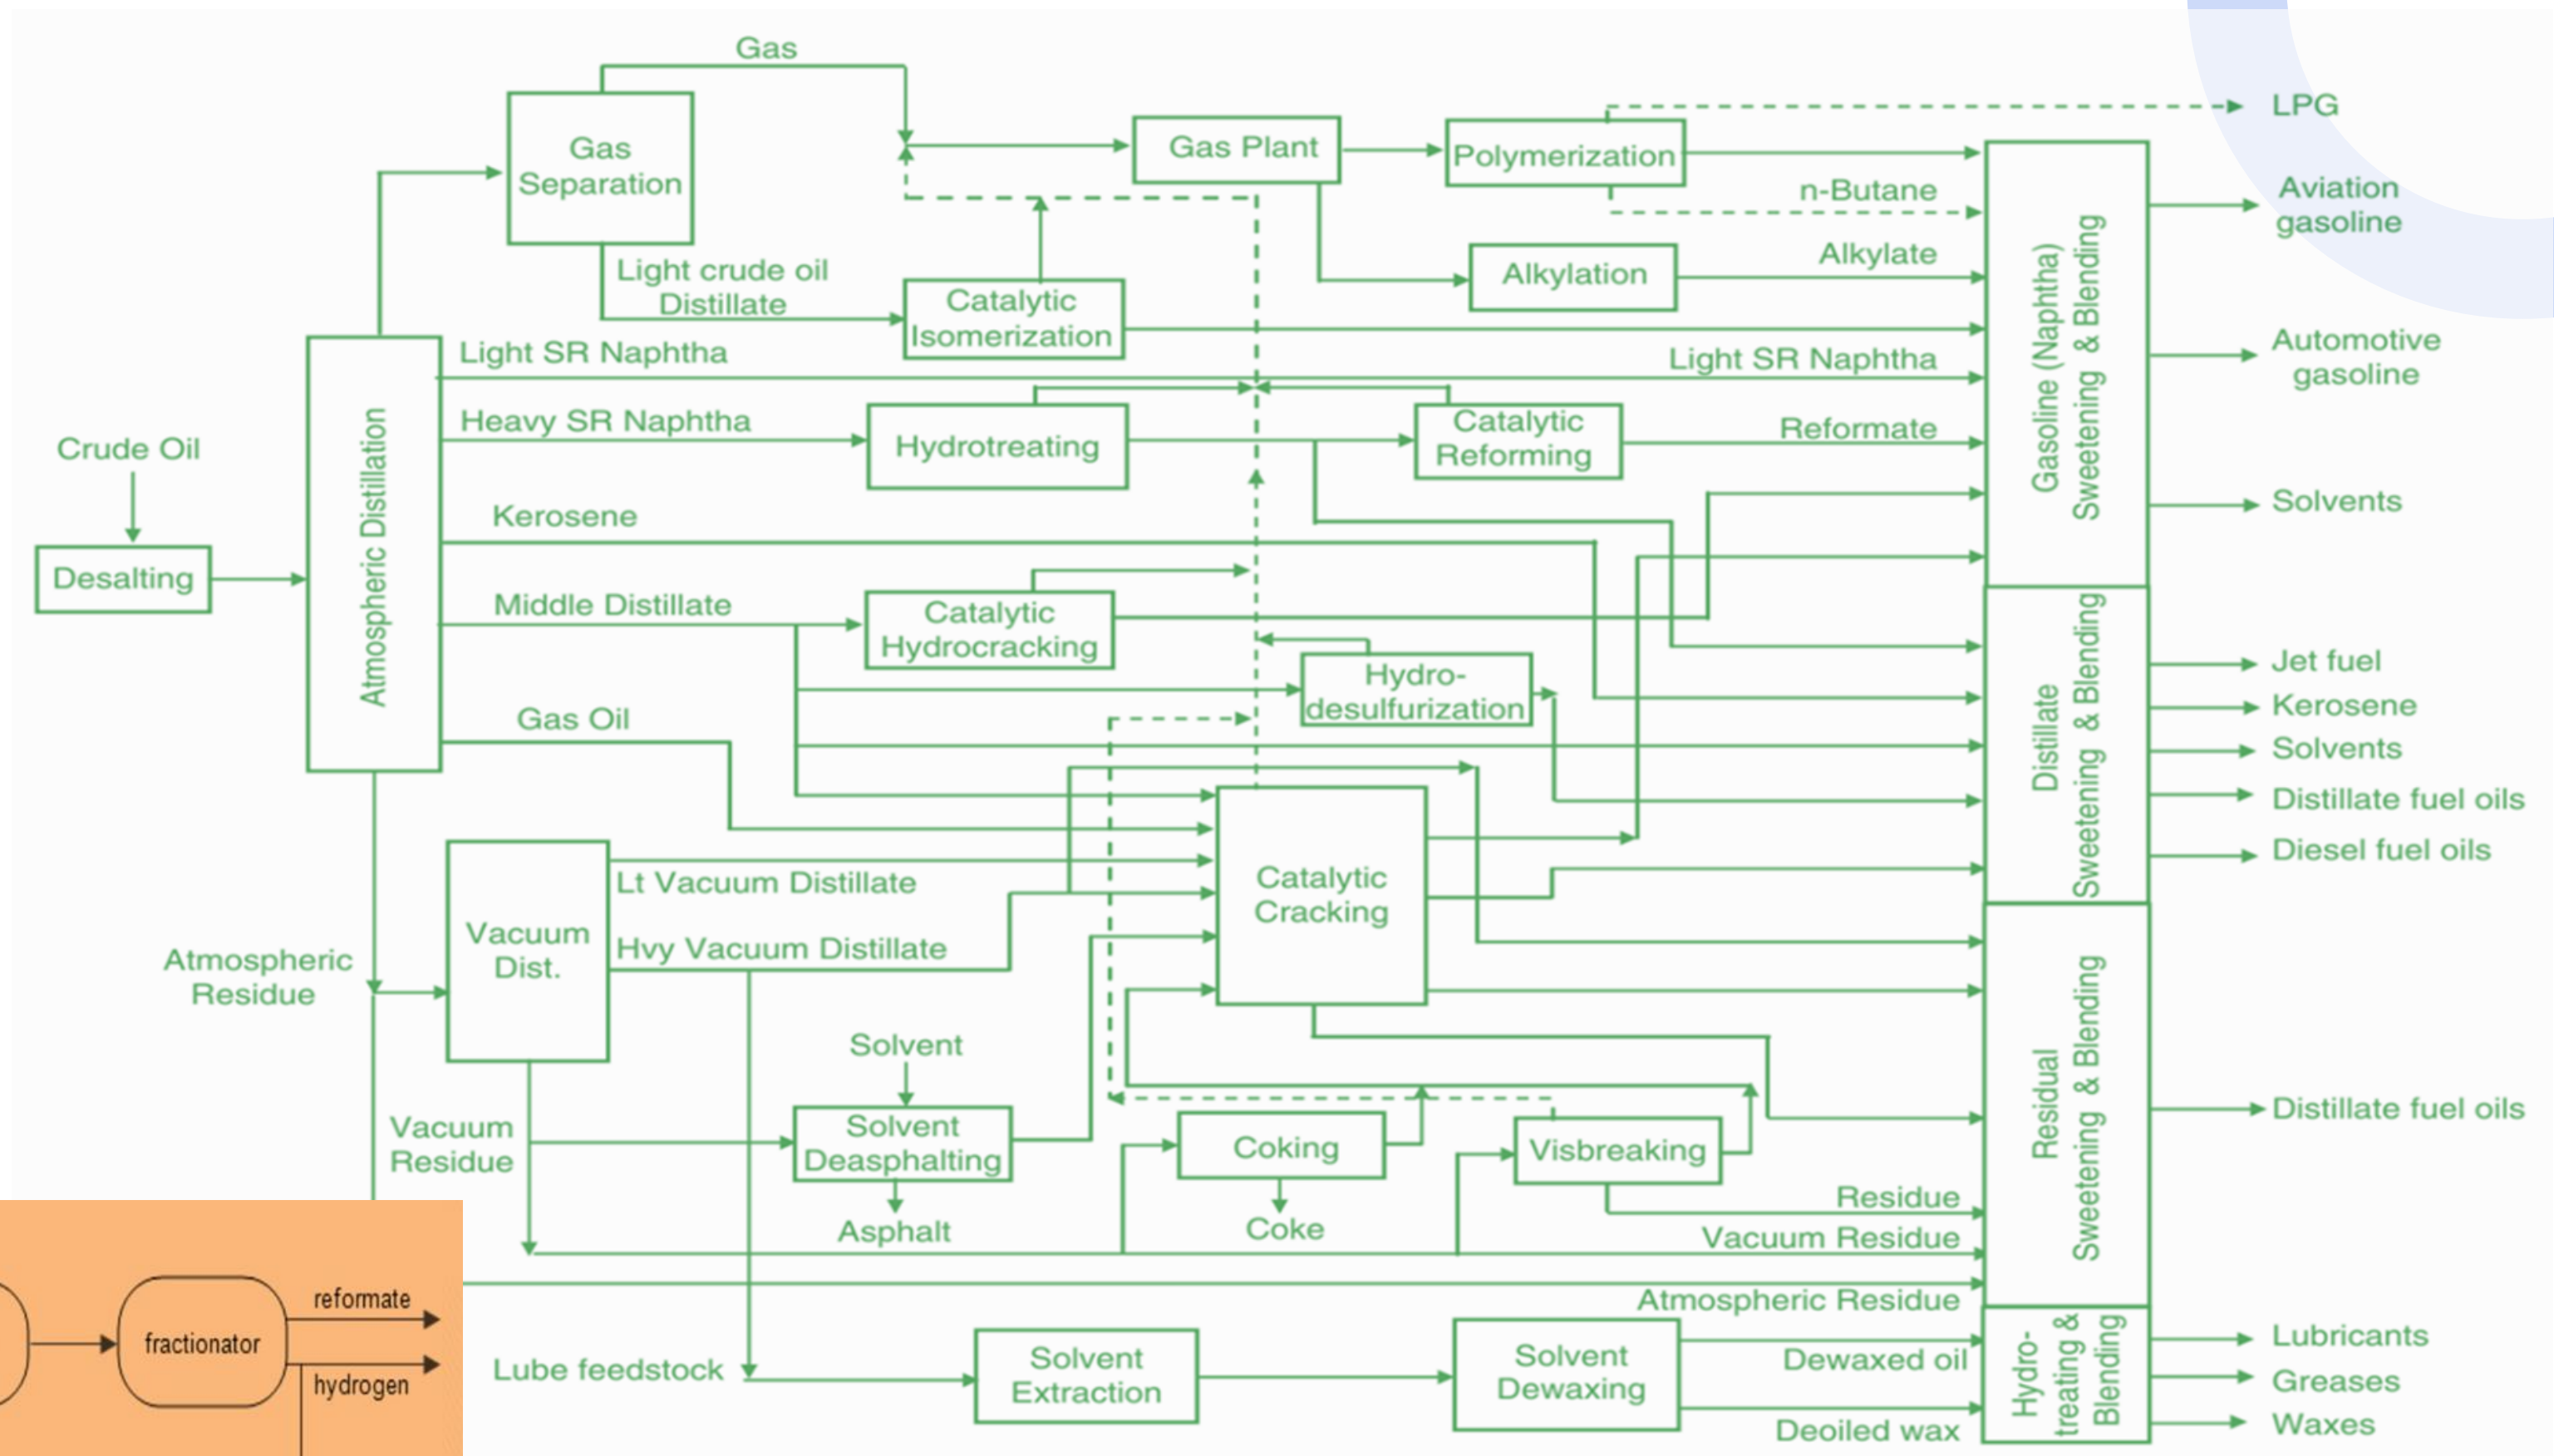 Gas
LPG
Gas
Separation
Gas Plant
Polymerization
n-Butane
Aviation
gasoline
Light crude oil
Distillate
Catalytic
Isomerization
Alkylation
Alkylate
Gasoline (Naphtha)
Sweetening & Blending
Light SR Naphtha
Light SR Naphtha
Automotive
gasoline
Crude Oil
Atmospheric Distillation
Heavy SR Naphtha
Hydrotreating
Catalytic
Reforming
Reformate
Kerosene
Solvents
Desalting
Middle Distillate
Catalytic
Hydrocracking
Hydro-
desulfurization
Distillate
Sweetening & Blending
Jet fuel
Kerosene
Solvents
Distillate fuel oils
Diesel fuel oils
Gas Oil
Vacuum
Dist.
Lt Vacuum Distillate
Hvy Vacuum Distillate
Catalytic
Cracking
Atmospheric
Residue
Residual
Sweetening & Blending
Distillate fuel oils
Solvent
Vacuum
Residue
Solvent
Deasphalting
Asphalt
Coking
Coke
Visbreaking
Residue
Vacuum Residue
Atmospheric Residue
fractionator
reformate
hydrogen
Lube feedstock
Solvent
Extraction
Solvent
Dewaxing
Dewaxed oil
Deoiled wax
Hydro-
treating &
Blending
Lubricants
Greases
Waxes